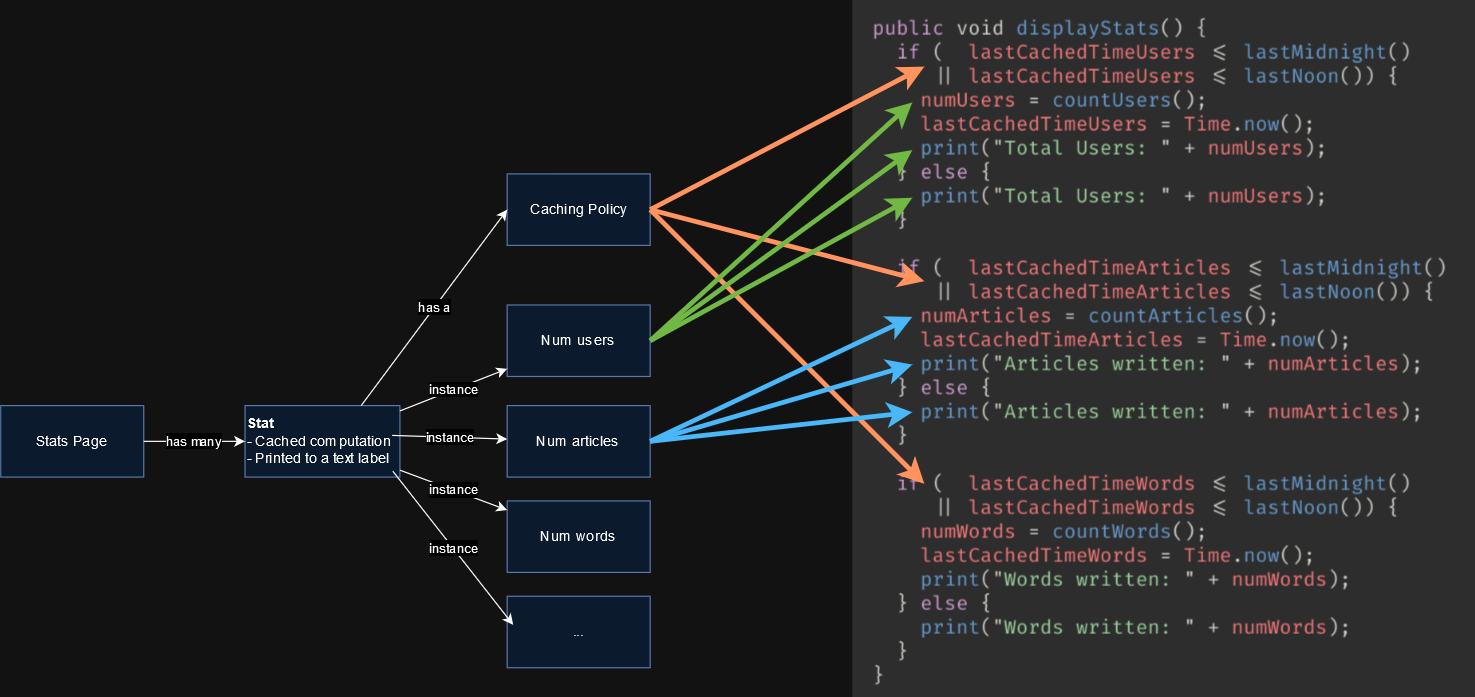 Stats Page
has many
Stat
- Cached computation
- Printed to a text label
has a
instance
instance
instance
instance
Caching Policy
Num users
Num articles
Num words
...
public void displayStats() {
if (  lastCachedTimeUsers ⩽ lastMidnight()
|| lastCachedTimeUsers ⩽ lastNoon()) {
numUsers = countUsers();
lastCachedTimeUsers = Time.now();
print("Total Users: " + numUsers);
} else {
print("Total Users: " + numUsers);
}
if (  lastCachedTimeArticles ⩽ lastMidnight()
|| lastCachedTimeArticles ⩽ lastNoon()) {
numArticles = countArticles();
lastCachedTimeArticles = Time.now();
print("Articles written: " + numArticles);
} else {
print("Articles written: " + numArticles);
}
if (  lastCachedTimeWords ⩽ lastMidnight()
|| lastCachedTimeWords ⩽ lastNoon()) {
numWords = countWords();
lastCachedTimeWords = Time.now();
print("Words written: " + numWords);
} else {
print("Words written: " + numWords);
}
}